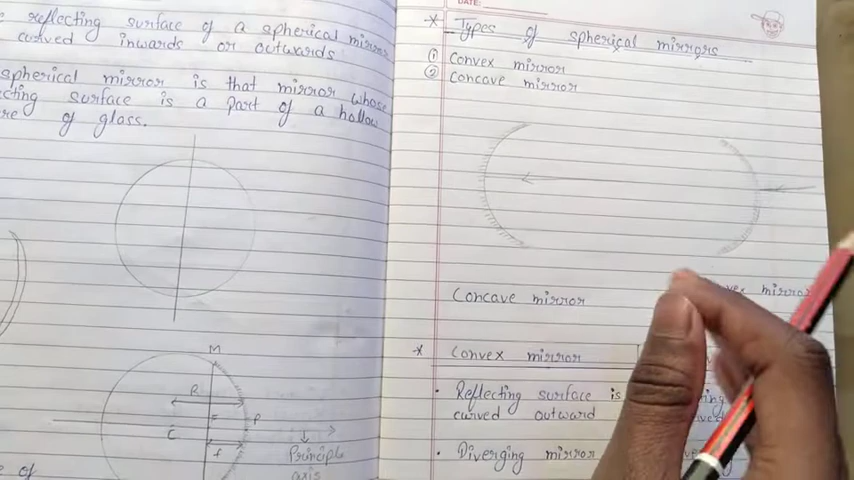 reflecting surface of a spherical mirror
curved inwards or outwards.
spherical mirror is that mirror whose
surface is a part of a hollow
of glass.
M
R
F
P
C
f
Principle
axis
of
DATE:
* Types of spherical mirrors
① Convex mirror
② Concave mirror
Concave mirror
mirror
* Convex mirror
• Reflecting surface is
curved outward
• Diverging mirror